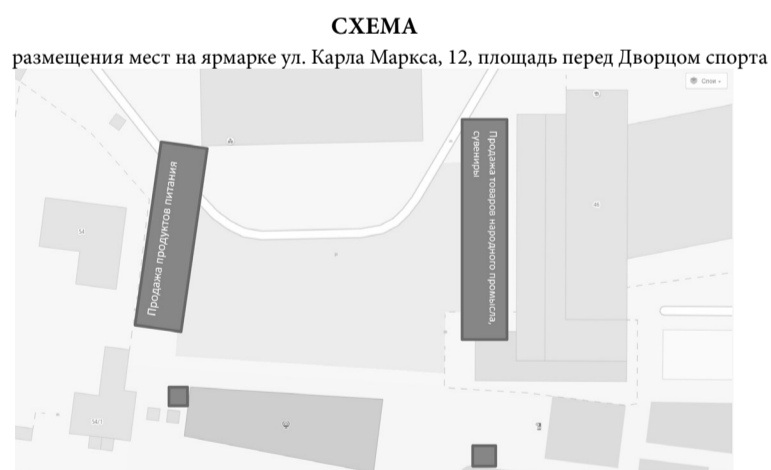 СХЕМА
размещения мест на ярмарке ул. Карла Маркса, 12, площадь перед Дворцом спорта
Слои
Продажа продуктов питания
Продажа товаров народного промысла,
сувениры